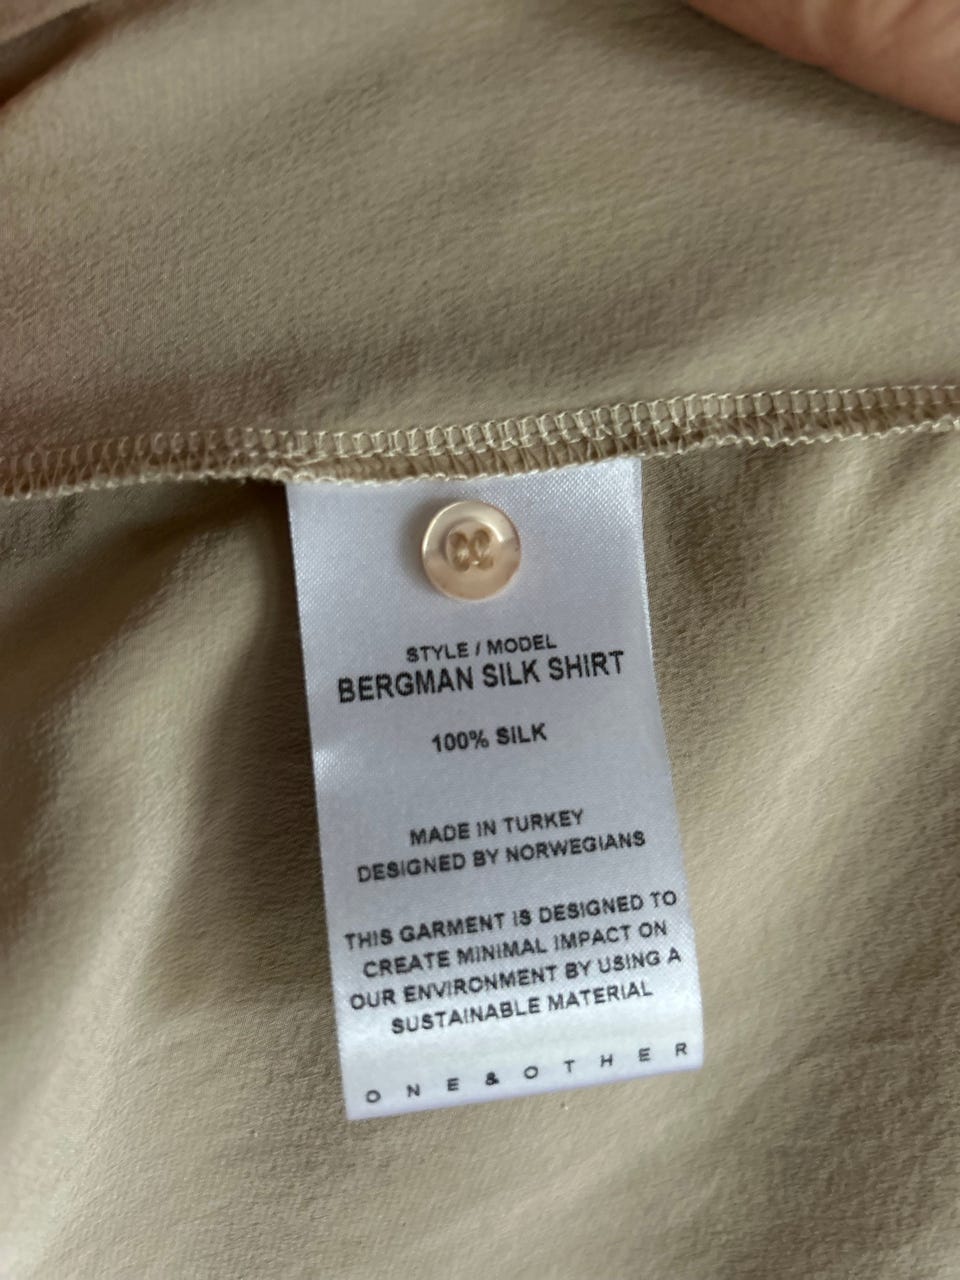 STYLE / MODEL
BERGMAN SILK SHIRT
100% SILK
MADE IN TURKEY
DESIGNED BY NORWEGIANS
THIS GARMENT IS DESIGNED TO
CREATE MINIMAL IMPACT ON
OUR ENVIRONMENT BY USING A
SUSTAINABLE MATERIAL
ONE & OTHER